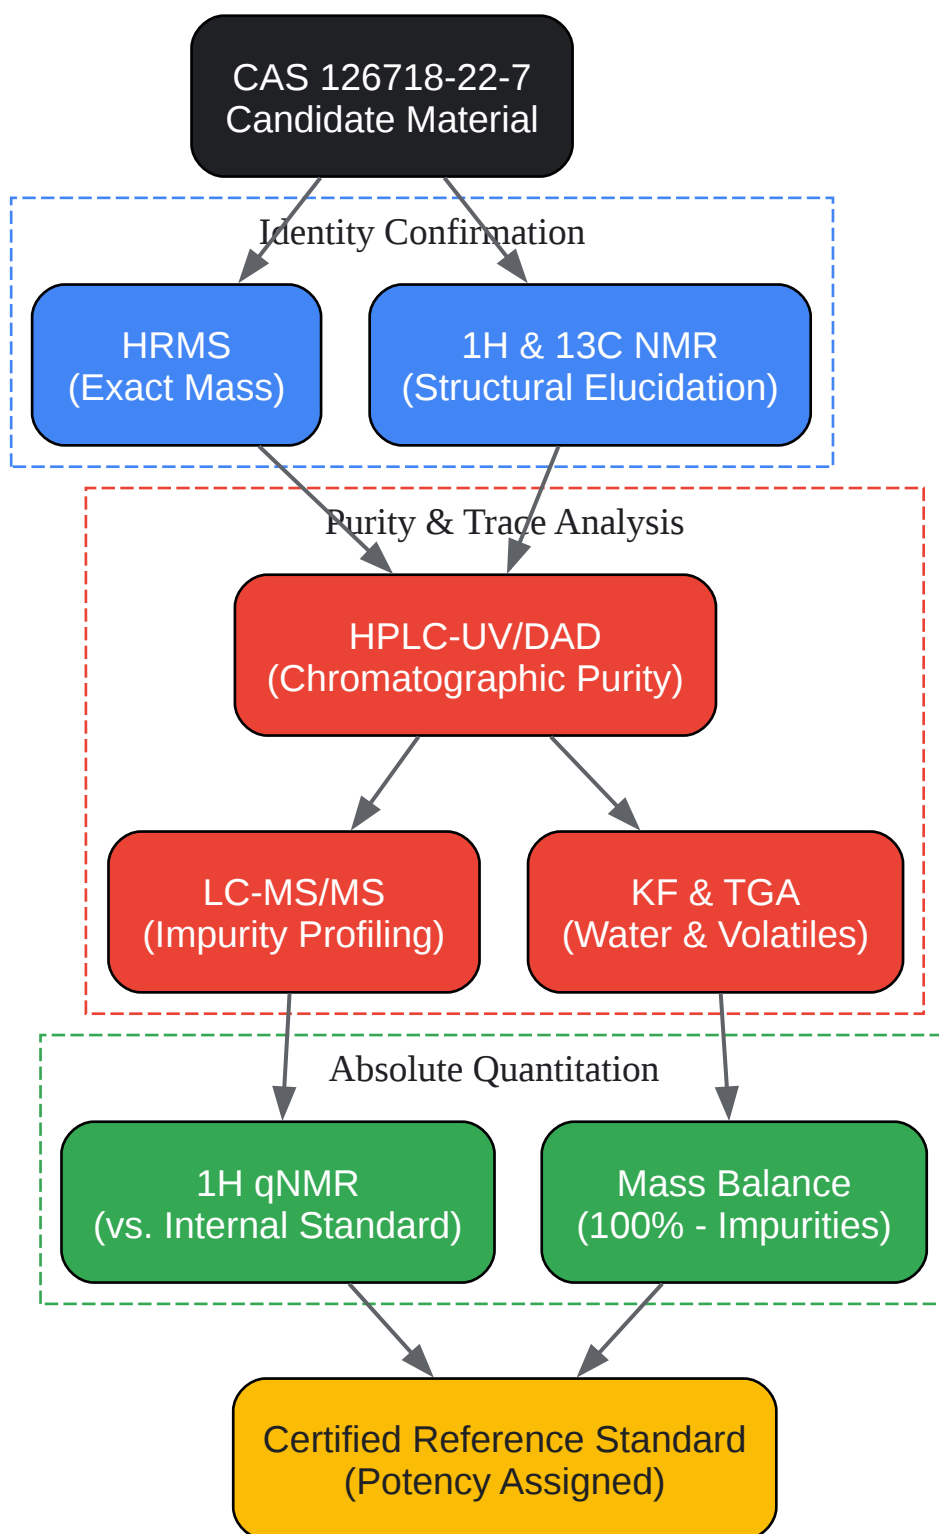 CAS 126718-22-7
Candidate Material
Identity Confirmation
HRMS
(Exact Mass)
1H & 13C NMR
(Structural Elucidation)
Purity & Trace Analysis
HPLC-UV/DAD
(Chromatographic Purity)
LC-MS/MS
(Impurity Profiling)
KF & TGA
(Water & Volatiles)
Absolute Quantitation
1H qNMR
(vs. Internal Standard)
Mass Balance
(100% - Impurities)
Certified Reference Standard
(Potency Assigned)